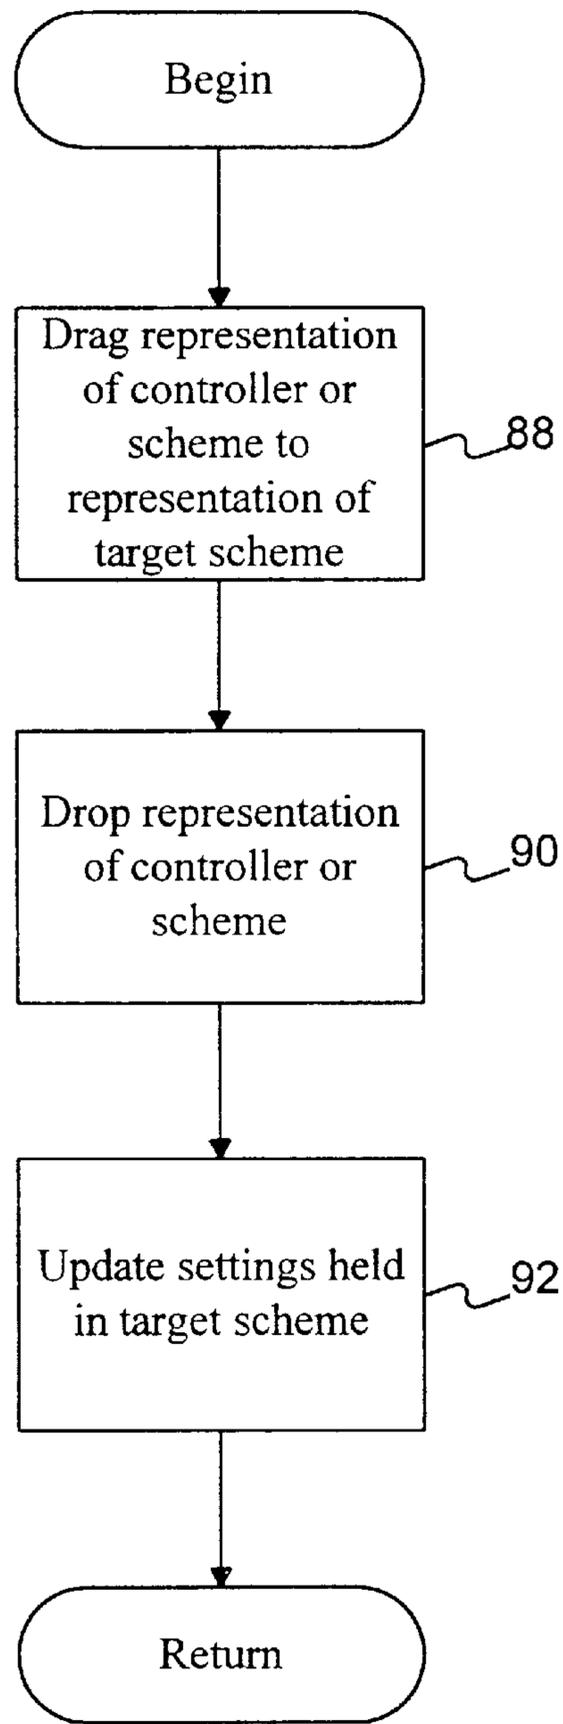 Begin
Drag representation
of controller or
scheme to
representation of
target scheme
88
Drop representation
of controller or
scheme
90
Update settings held
in target scheme
92
Return